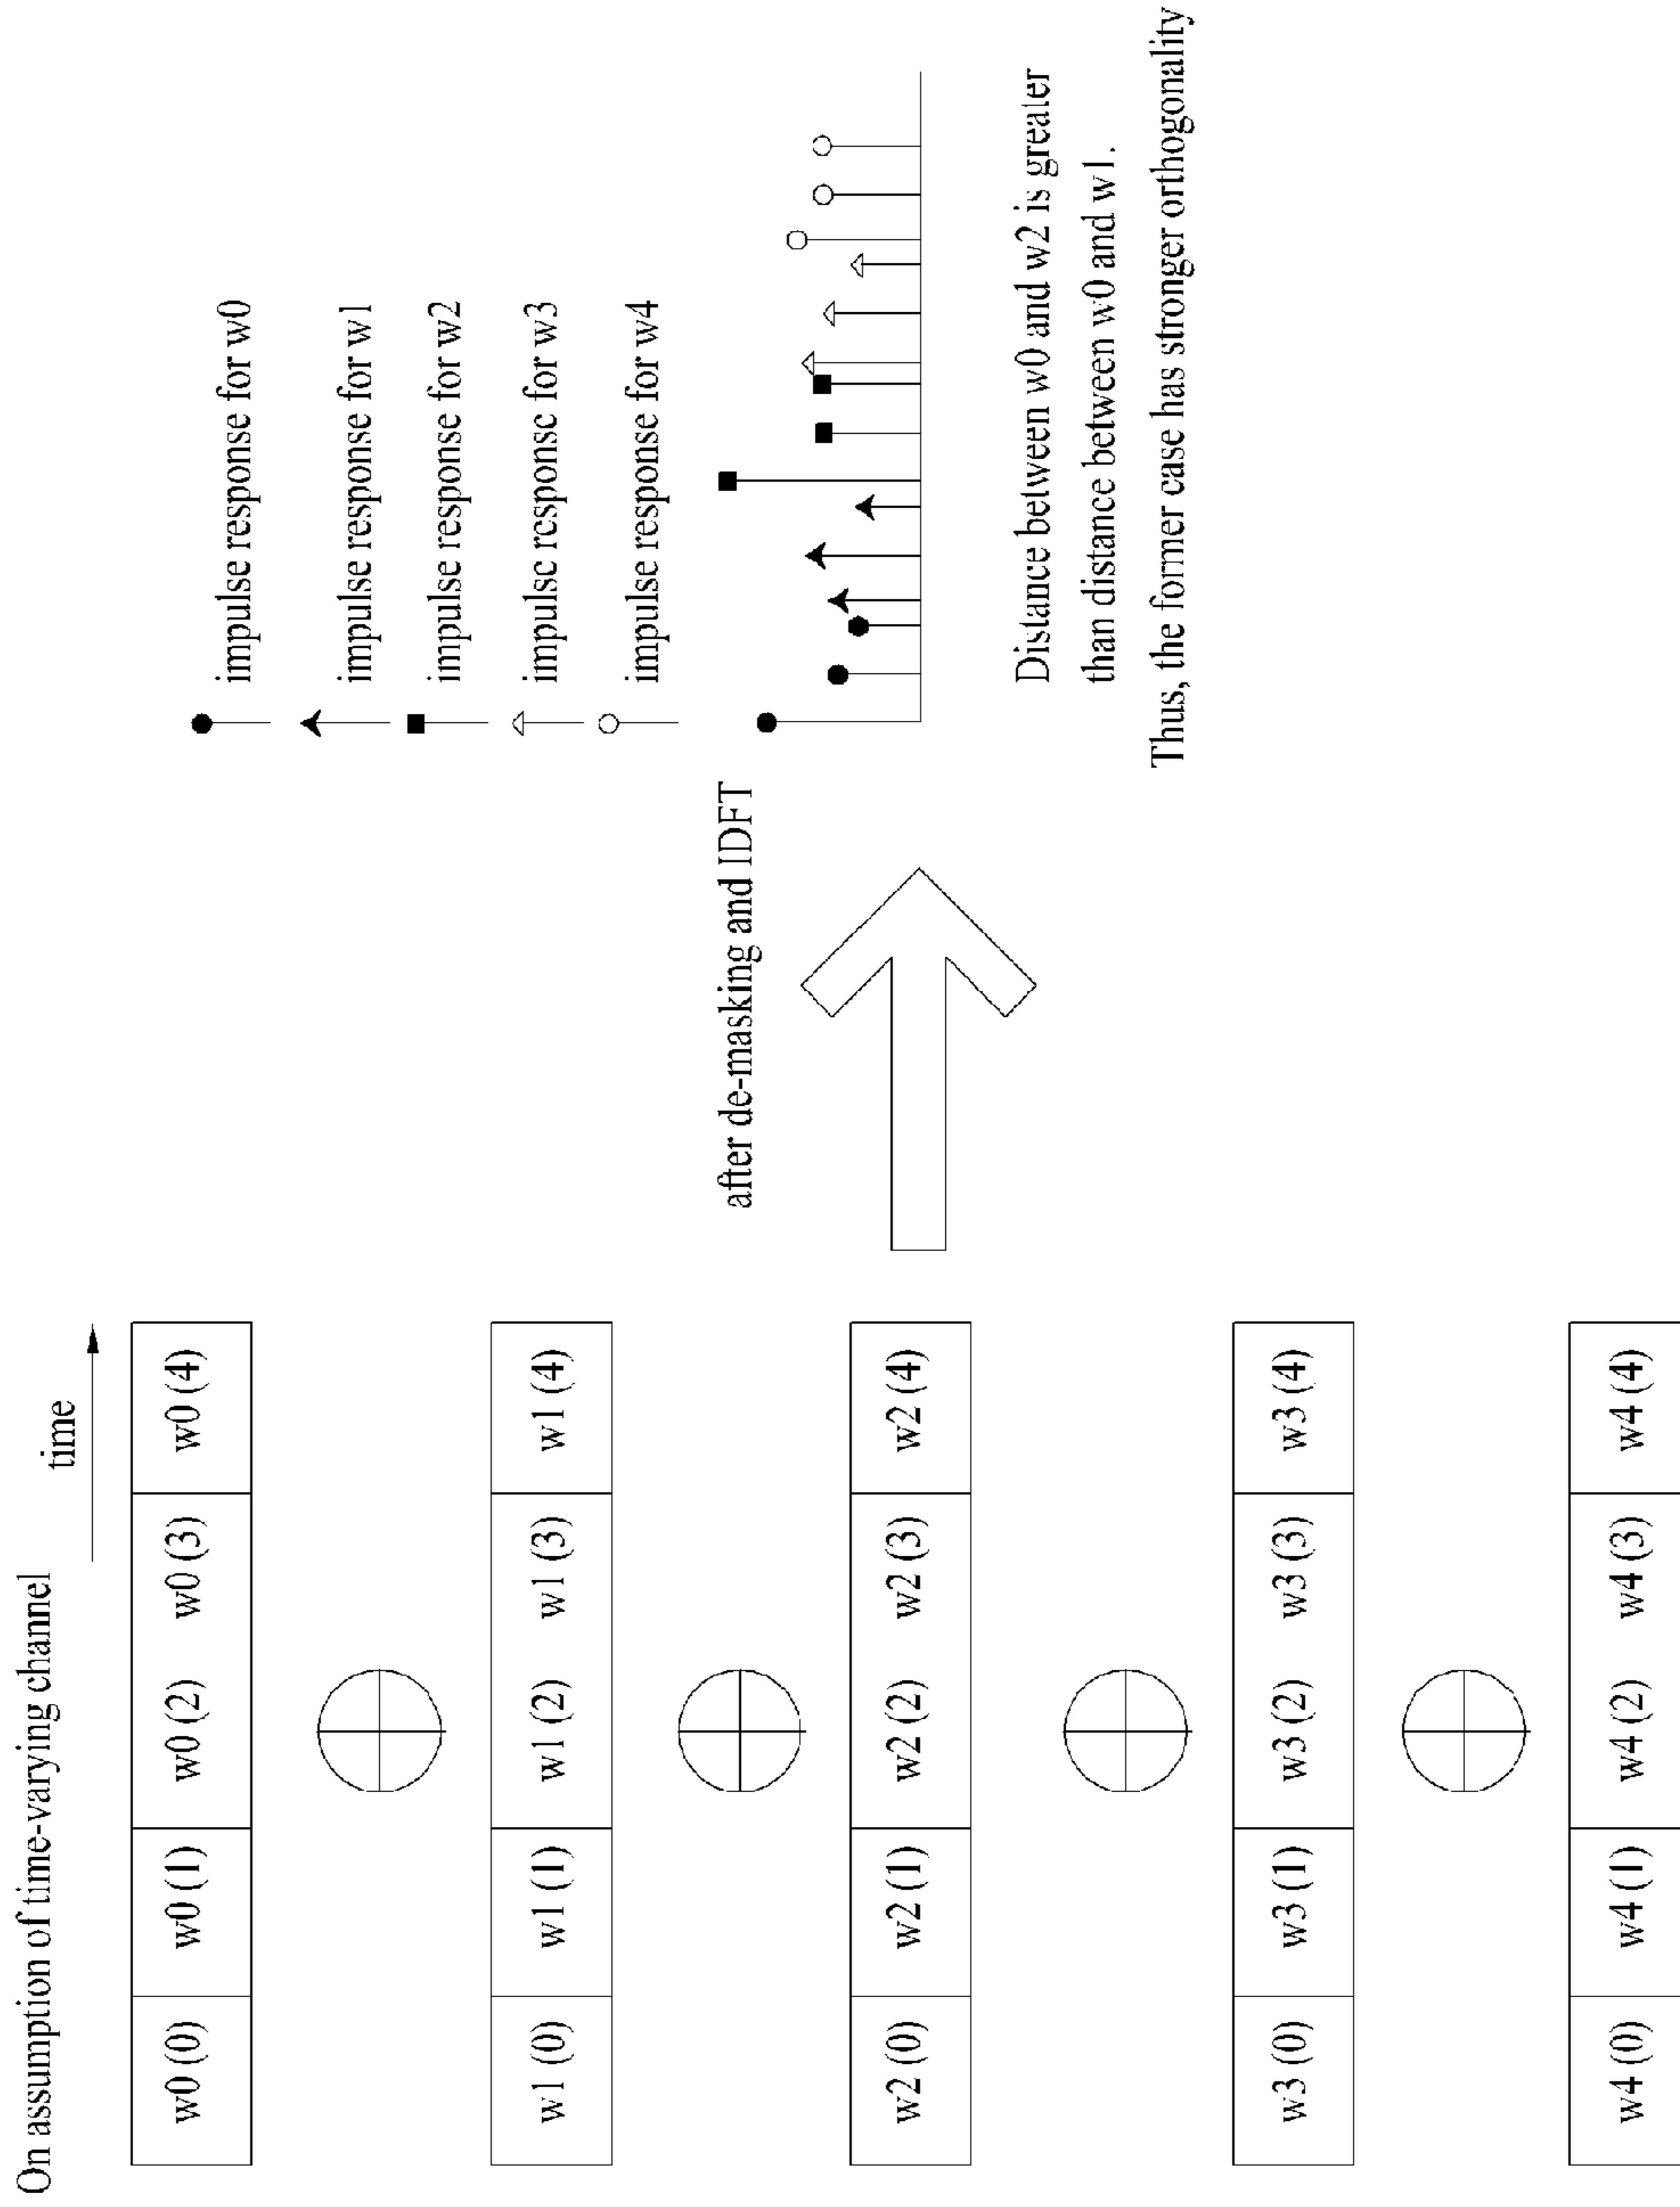 On assumption of time-varying channel
time
w0 (0) w0 (1) w0 (2) w0 (3) w0 (4)
w1 (0) w1 (1) w1 (2) w1 (3) w1 (4)
w2 (0) w2 (1) w2 (2) w2 (3) w2 (4)
w3 (0) w3 (1) w3 (2) w3 (3) w3 (4)
w4 (0) w4 (1) w4 (2) w4 (3) w4 (4)
after de-masking and IDFT
impulse response for w0
impulse response for w1
impulse response for w2
impulse response for w3
impulse response for w4
Distance between w0 and w2 is greater
than distance between w0 and w1.
Thus, the former case has stronger orthogonality